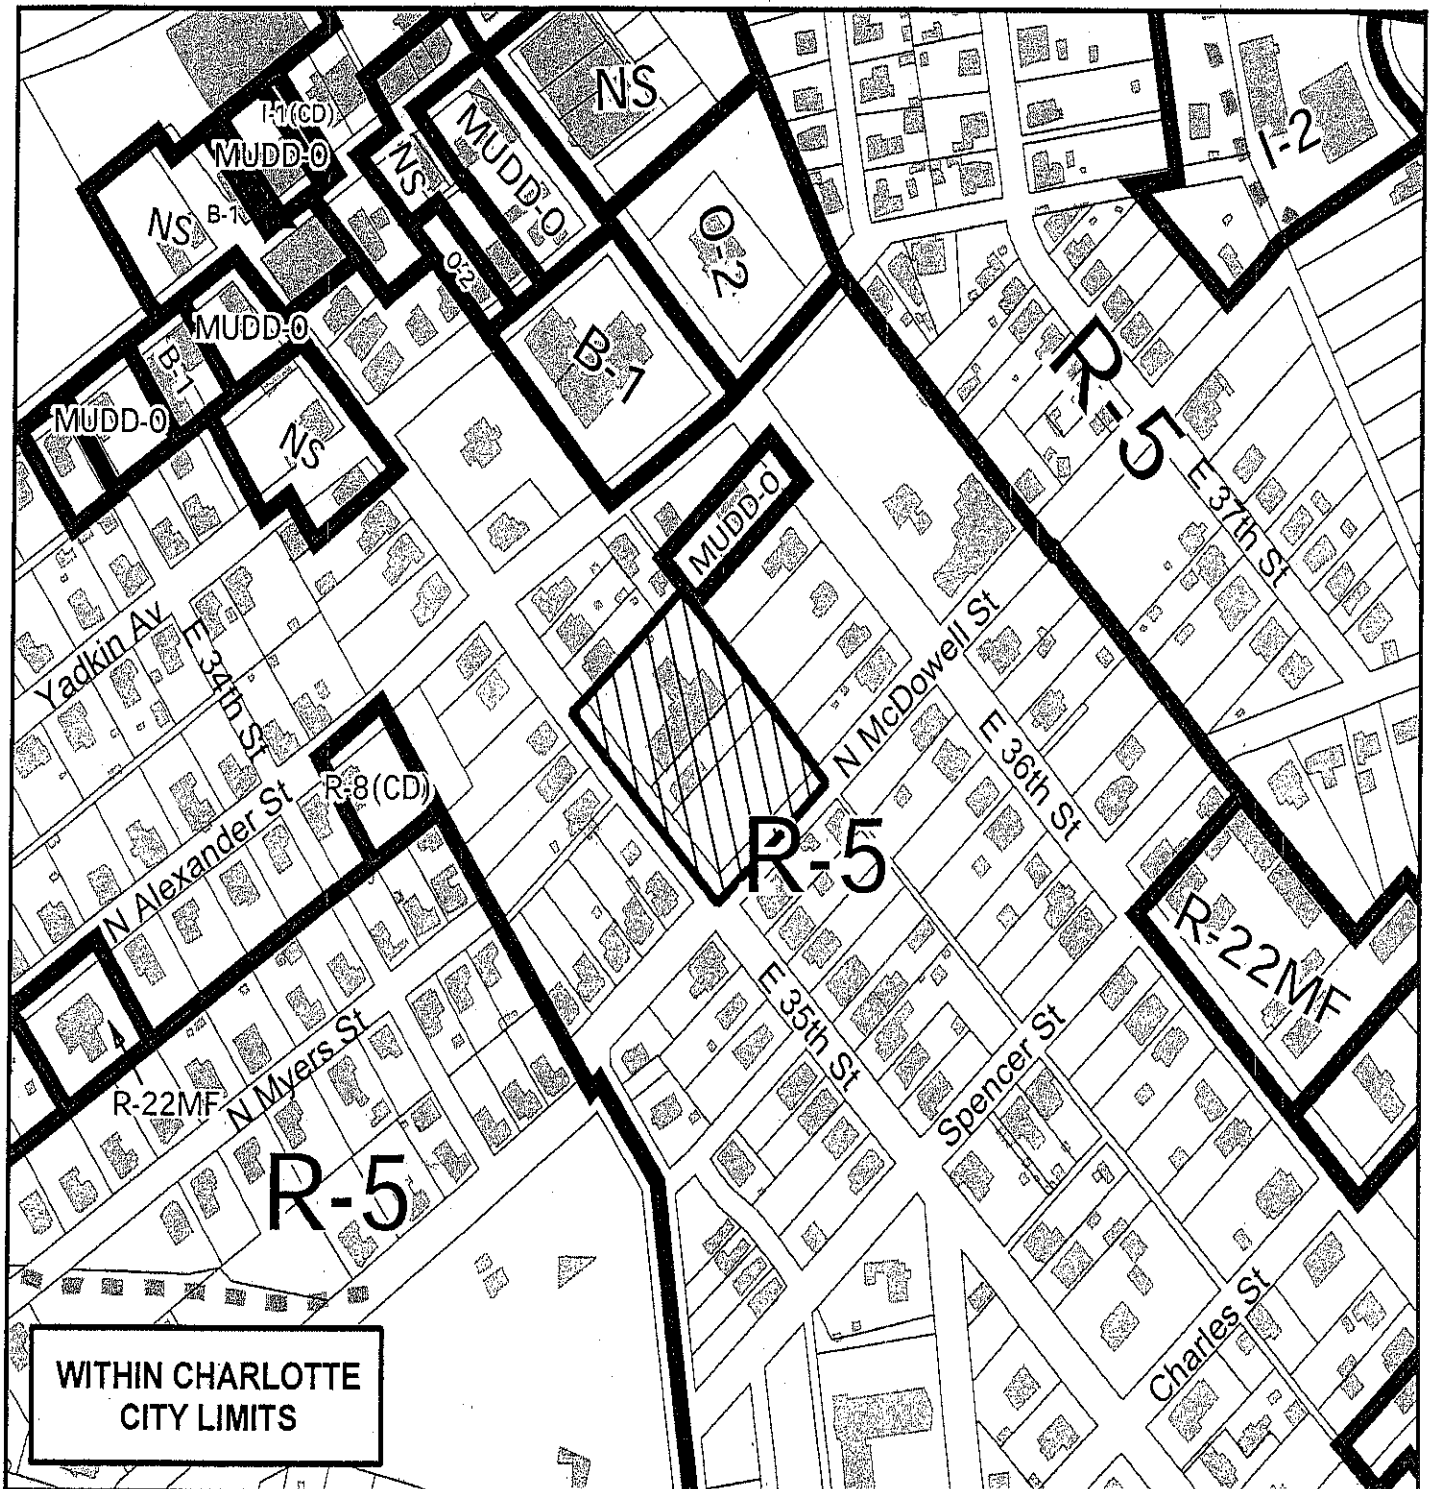 NS
I-1(CD)
MUDD-O
MUDD-O
NS
I-2
NS
B-1
O-2
O-2
MUDD-O
B-1
B-1
R-5
MUDD-O
NS
E 37th St
MUDD-O
Yadkin Av
E 34th St
N McDowell St
E 36th St
R-8(CD)
N Alexander St
R-5
R-22MF
E 35th St
N Myers St
R-22MF
Spencer St
R-5
Charles St
WITHIN CHARLOTTE
CITY LIMITS